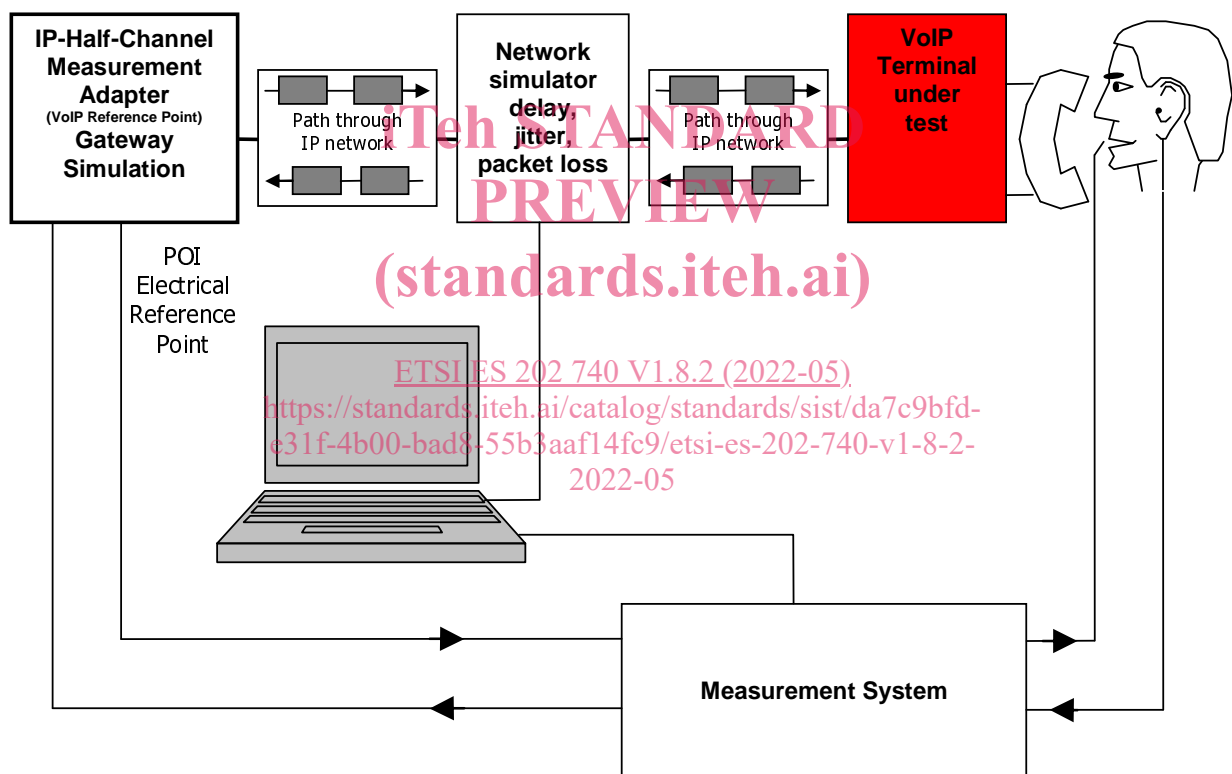 IP-Half-Channel
Measurement
Adapter
(VoIP Reference Point)
Gateway
Simulation
Path through
IP network
Network
simulator
delay,
jitter,
packet loss
Path through
IP network
VoIP
Terminal
under
test
iTeh STANDARD
PREVIEW
(standards.iteh.ai)
POI
Electrical
Reference
Point
ETSI ES 202 740 V1.8.2 (2022-05)
https://standards.iteh.ai/catalog/standards/sist/da7c9bfd-
e31f-4b00-bad8-55b3aaf14fc9/etsi-es-202-740-v1-8-2-
2022-05
Measurement System